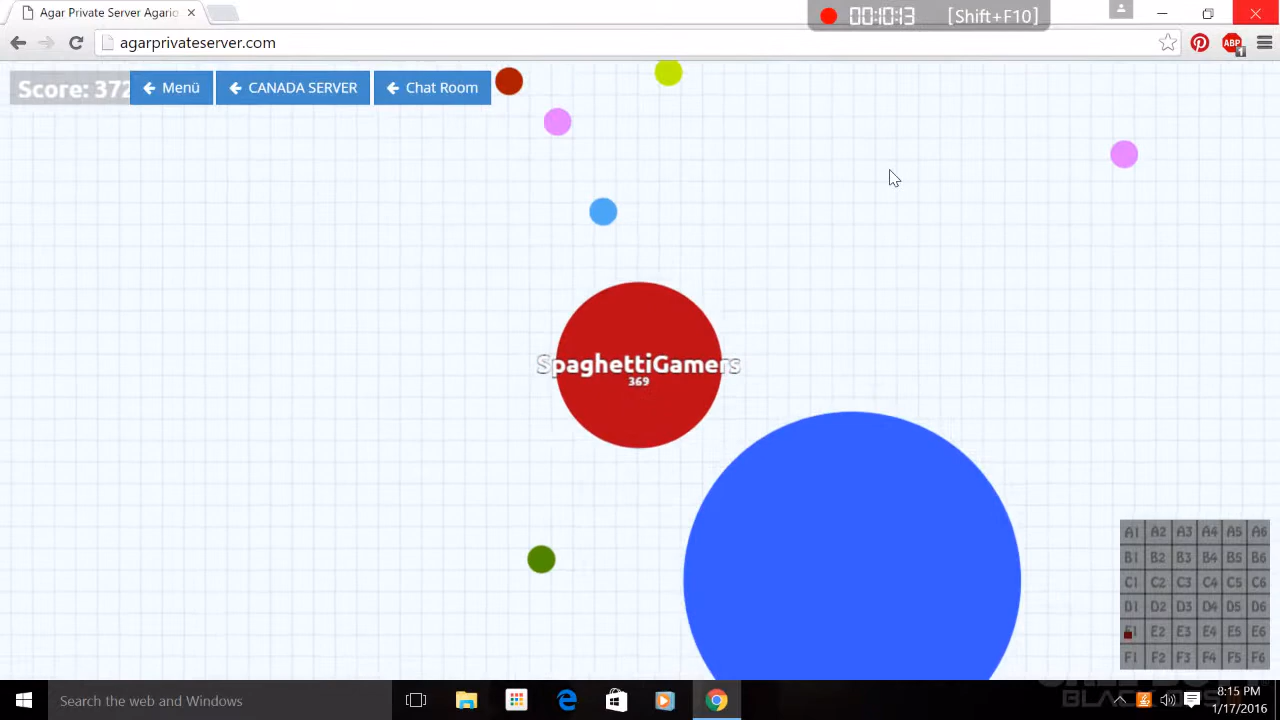 Agar Private Server Agario
00:10:13 [Shift+F10]
agarprivateserver.com
ABP
1
Score: 372
Menü
CANADA SERVER
Chat Room
SpaghettiGamers
369
A1 A2 A3 A4 A5 A6
B1 B2 B3 B4 B5 B6
C1 C2 C3 C4 C5 C6
D1 D2 D3 D4 D5 D6
E1 E2 E3 E4 E5 E6
F1 F2 F3 F4 F5 F6
Search the web and Windows
8:15 PM
1/17/2016